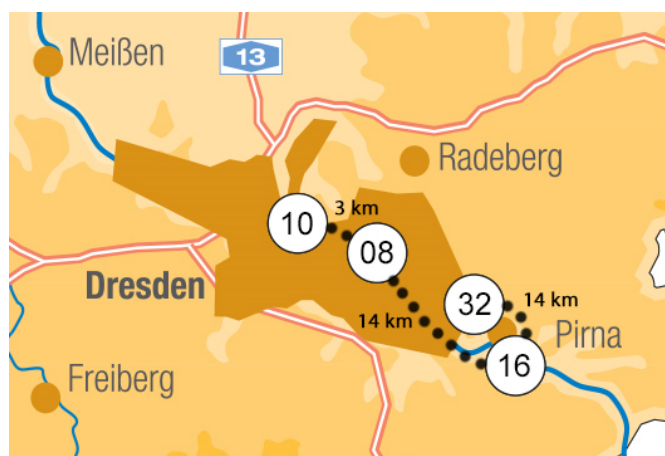 Meißen
13
Radeberg
10
3 km
08
Dresden
32
14 km
14 km
Pirna
16
Freiberg